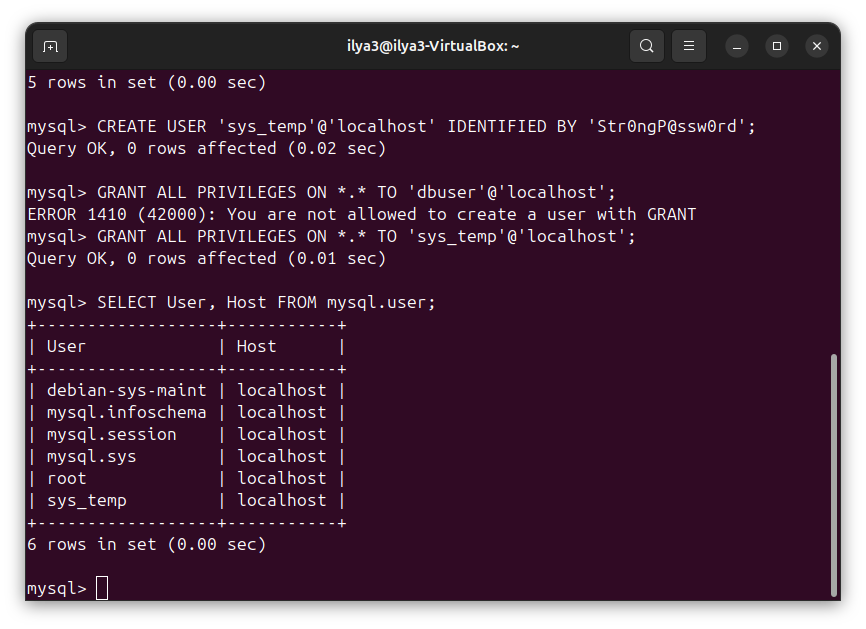 ilya3@ilya3-VirtualBox: ~
5 rows in set (0.00 sec)

mysql> CREATE USER 'sys_temp'@'localhost' IDENTIFIED BY 'Str0ngP@ssw0rd';
Query OK, 0 rows affected (0.02 sec)

mysql> GRANT ALL PRIVILEGES ON *.* TO 'dbuser'@'localhost';
ERROR 1410 (42000): You are not allowed to create a user with GRANT
mysql> GRANT ALL PRIVILEGES ON *.* TO 'sys_temp'@'localhost';
Query OK, 0 rows affected (0.01 sec)

mysql> SELECT User, Host FROM mysql.user;
+------------------+-----------+
| User             | Host      |
+------------------+-----------+
| debian-sys-maint | localhost |
| mysql.infoschema | localhost |
| mysql.session    | localhost |
| mysql.sys        | localhost |
| root             | localhost |
| sys_temp         | localhost |
+------------------+-----------+
6 rows in set (0.00 sec)

mysql>